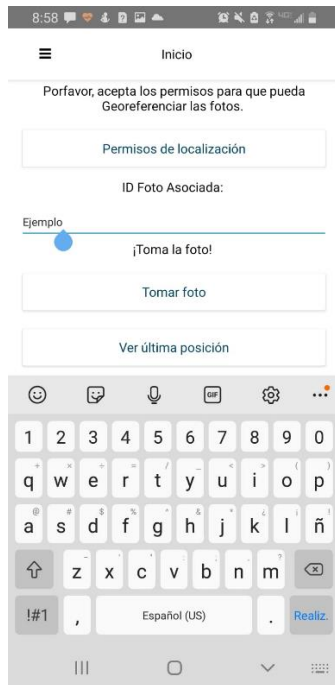 8:58
Inicio
Porfavor, acepta los permisos para que pueda
Georeferenciar las fotos.
Permisos de localización
ID Foto Asociada:
Ejemplo
¡Toma la foto!
Tomar foto
Ver última posición
GIF
1 2 3 4 5 6 7 8 9 0
q w e r t y u i o p
a s d f g h j k l ñ
z x c v b n m
!#1 , Español (US) . Realiz.